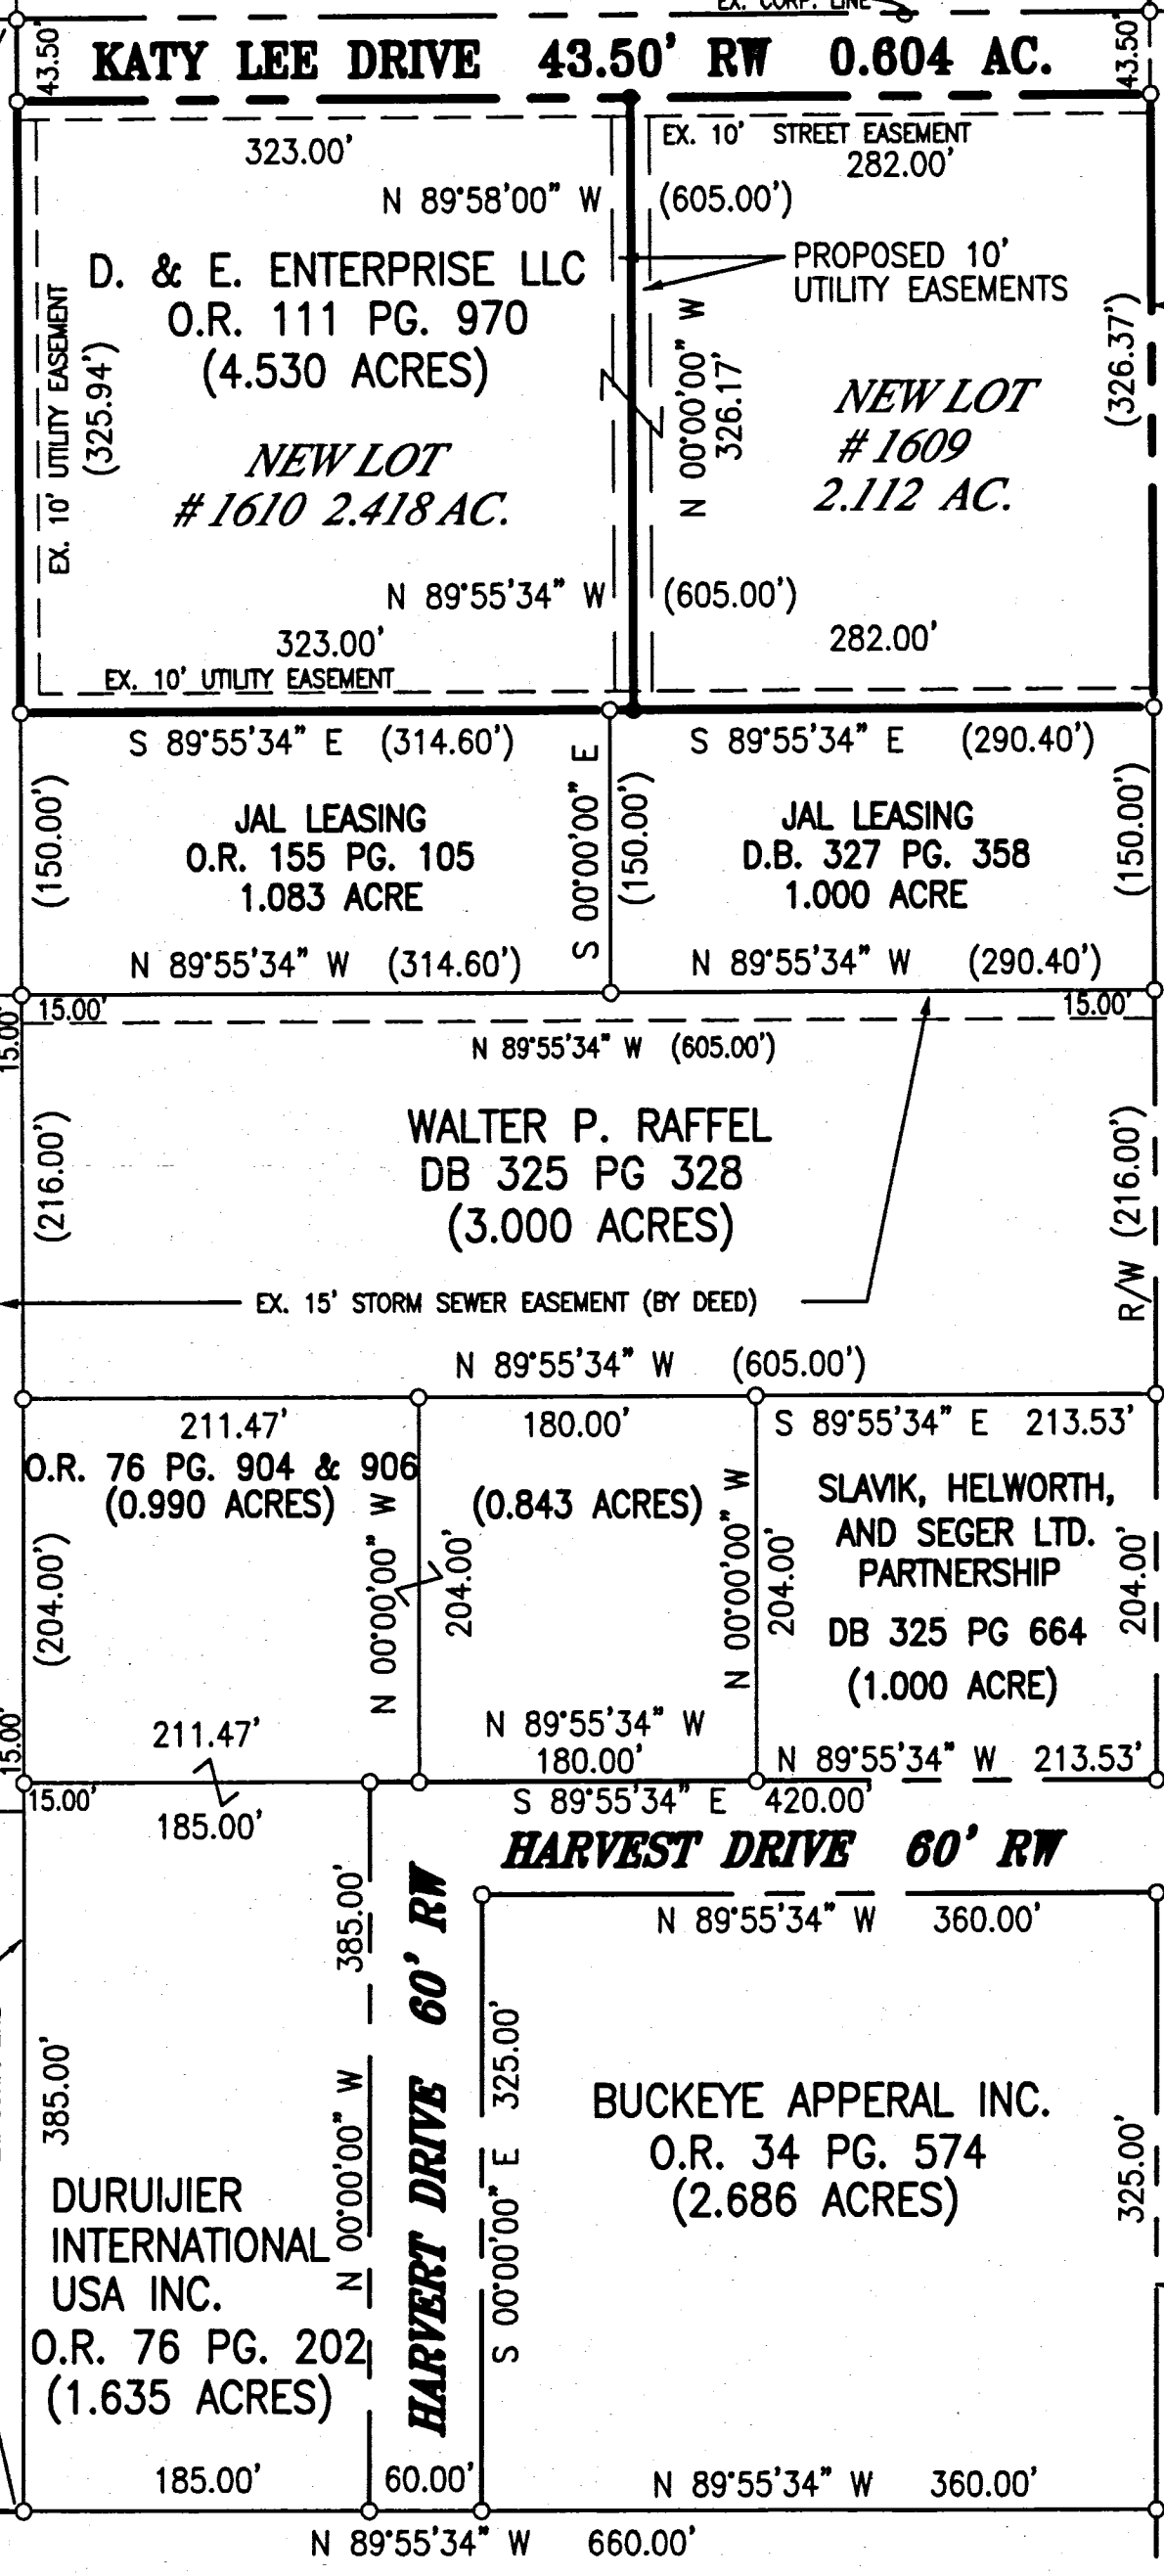 EX. CORP. LINE
43.50'
KATY LEE DRIVE 43.50' RW 0.604 AC.
43.50'
EX. 10' STREET EASEMENT
323.00'
282.00'
N 89°58'00" W (605.00')
D. & E. ENTERPRISE LLC
O.R. 111 PG. 970
(4.530 ACRES)
PROPOSED 10'
UTILITY EASEMENTS
EX. 10' UTILITY EASEMENT
(325.94')
N 00°00'00" W
326.17'
(326.37')
NEW LOT
#1610 2.418 AC.
NEW LOT
#1609
2.112 AC.
N 89°55'34" W (605.00')
323.00'
282.00'
EX. 10' UTILITY EASEMENT
S 89°55'34" E (314.60')
S 89°55'34" E (290.40')
(150.00')
JAL LEASING
O.R. 155 PG. 105
1.083 ACRE
S 00°00'00" E
(150.00')
JAL LEASING
D.B. 327 PG. 358
1.000 ACRE
(150.00')
N 89°55'34" W (314.60')
N 89°55'34" W (290.40')
15.00'
15.00'
15.00'
N 89°55'34" W (605.00')
(216.00')
WALTER P. RAFFEL
DB 325 PG 328
(3.000 ACRES)
R/W (216.00')
EX. 15' STORM SEWER EASEMENT (BY DEED)
N 89°55'34" W (605.00')
211.47'
180.00'
S 89°55'34" E 213.53'
O.R. 76 PG. 904 & 906
(0.990 ACRES)
(0.843 ACRES)
SLAVIK, HELWORTH,
AND SEGER LTD.
PARTNERSHIP
DB 325 PG 664
(1.000 ACRE)
(204.00')
N 00°00'00" W
204.00'
N 00°00'00" W
204.00'
204.00'
211.47'
N 89°55'34" W
180.00'
N 89°55'34" W 213.53'
15.00'
15.00'
185.00'
S 89°55'34" E 420.00'
HARVEST DRIVE 60' RW
N 89°55'34" W 360.00'
385.00'
N 00°00'00" W 385.00'
HARVERT DRIVE 60' RW
S 00°00'00" E 325.00'
BUCKEYE APPERAL INC.
O.R. 34 PG. 574
(2.686 ACRES)
325.00'
DURUIJIER
INTERNATIONAL
USA INC.
O.R. 76 PG. 202
(1.635 ACRES)
185.00'
60.00'
N 89°55'34" W 360.00'
N 89°55'34" W 660.00'